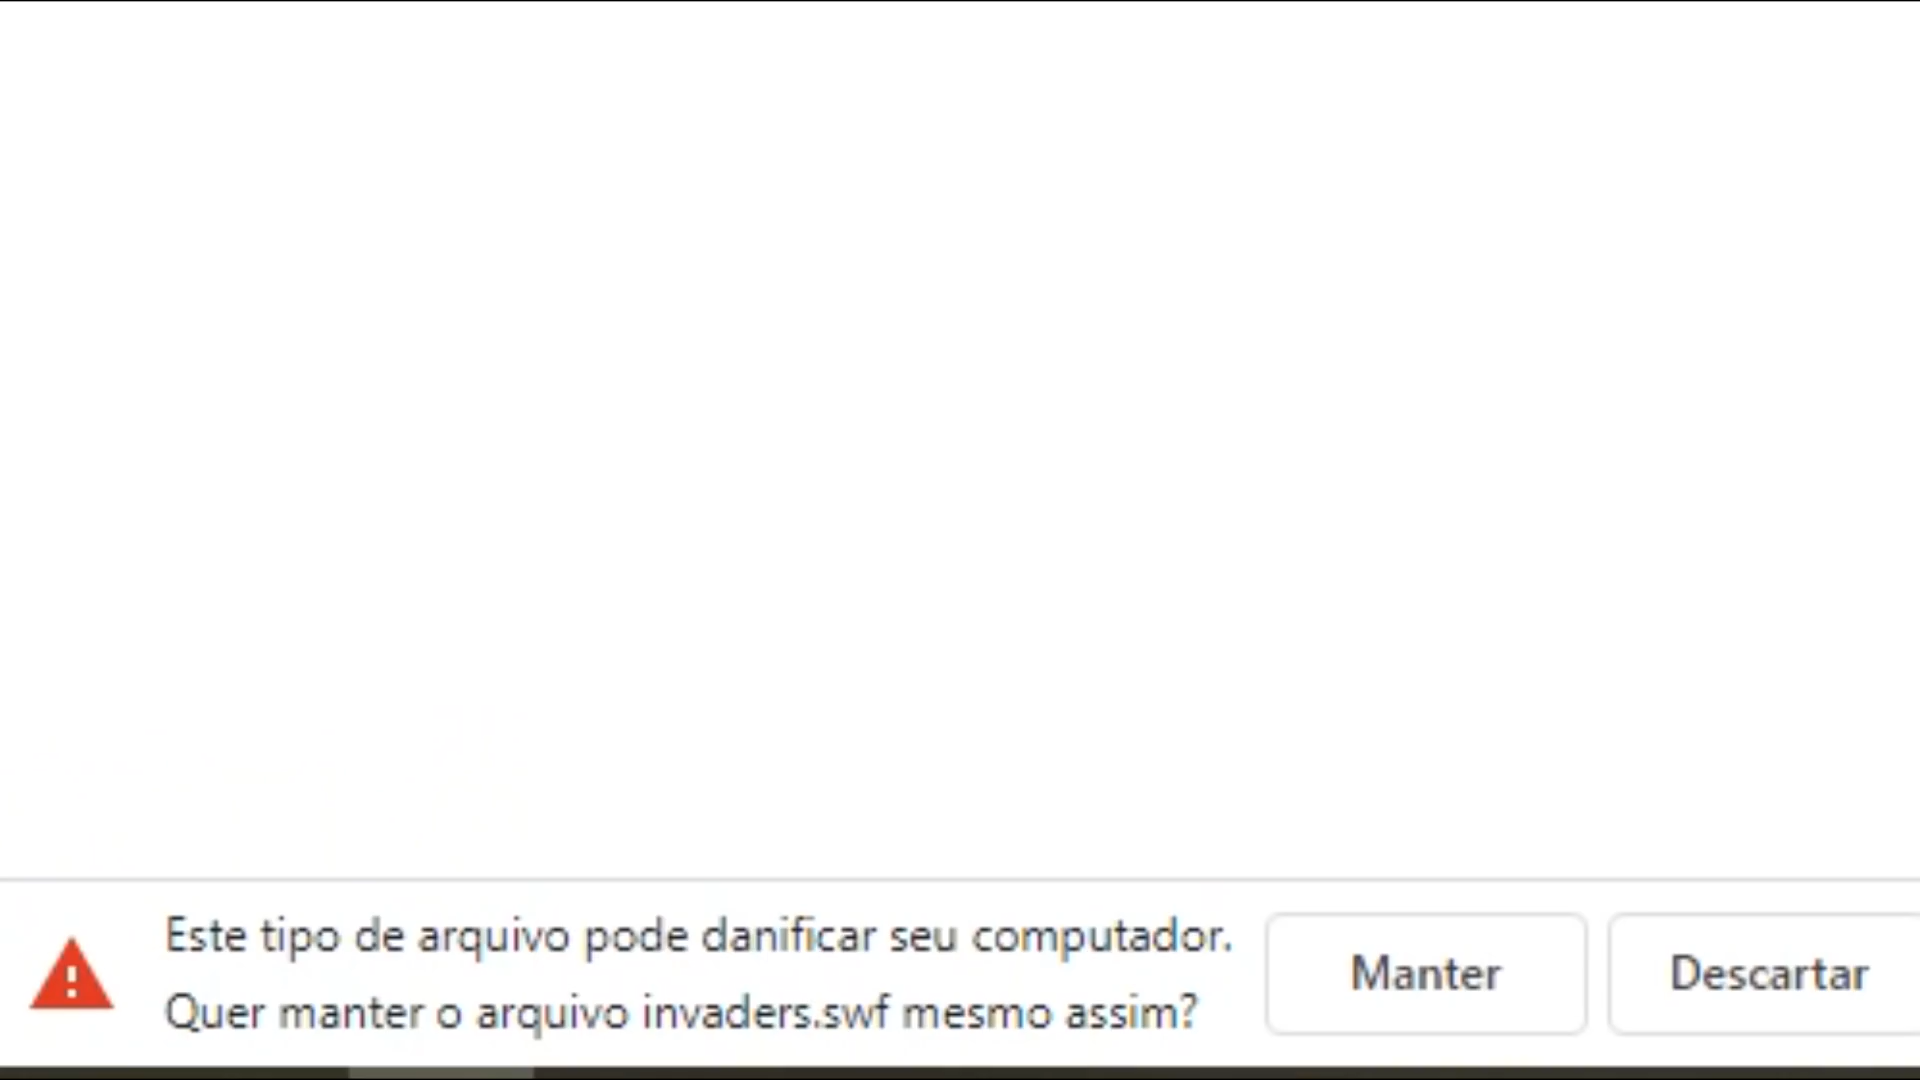 Este tipo de arquivo pode danificar seu computador.
Quer manter o arquivo invaders.swf mesmo assim?
Manter
Descartar